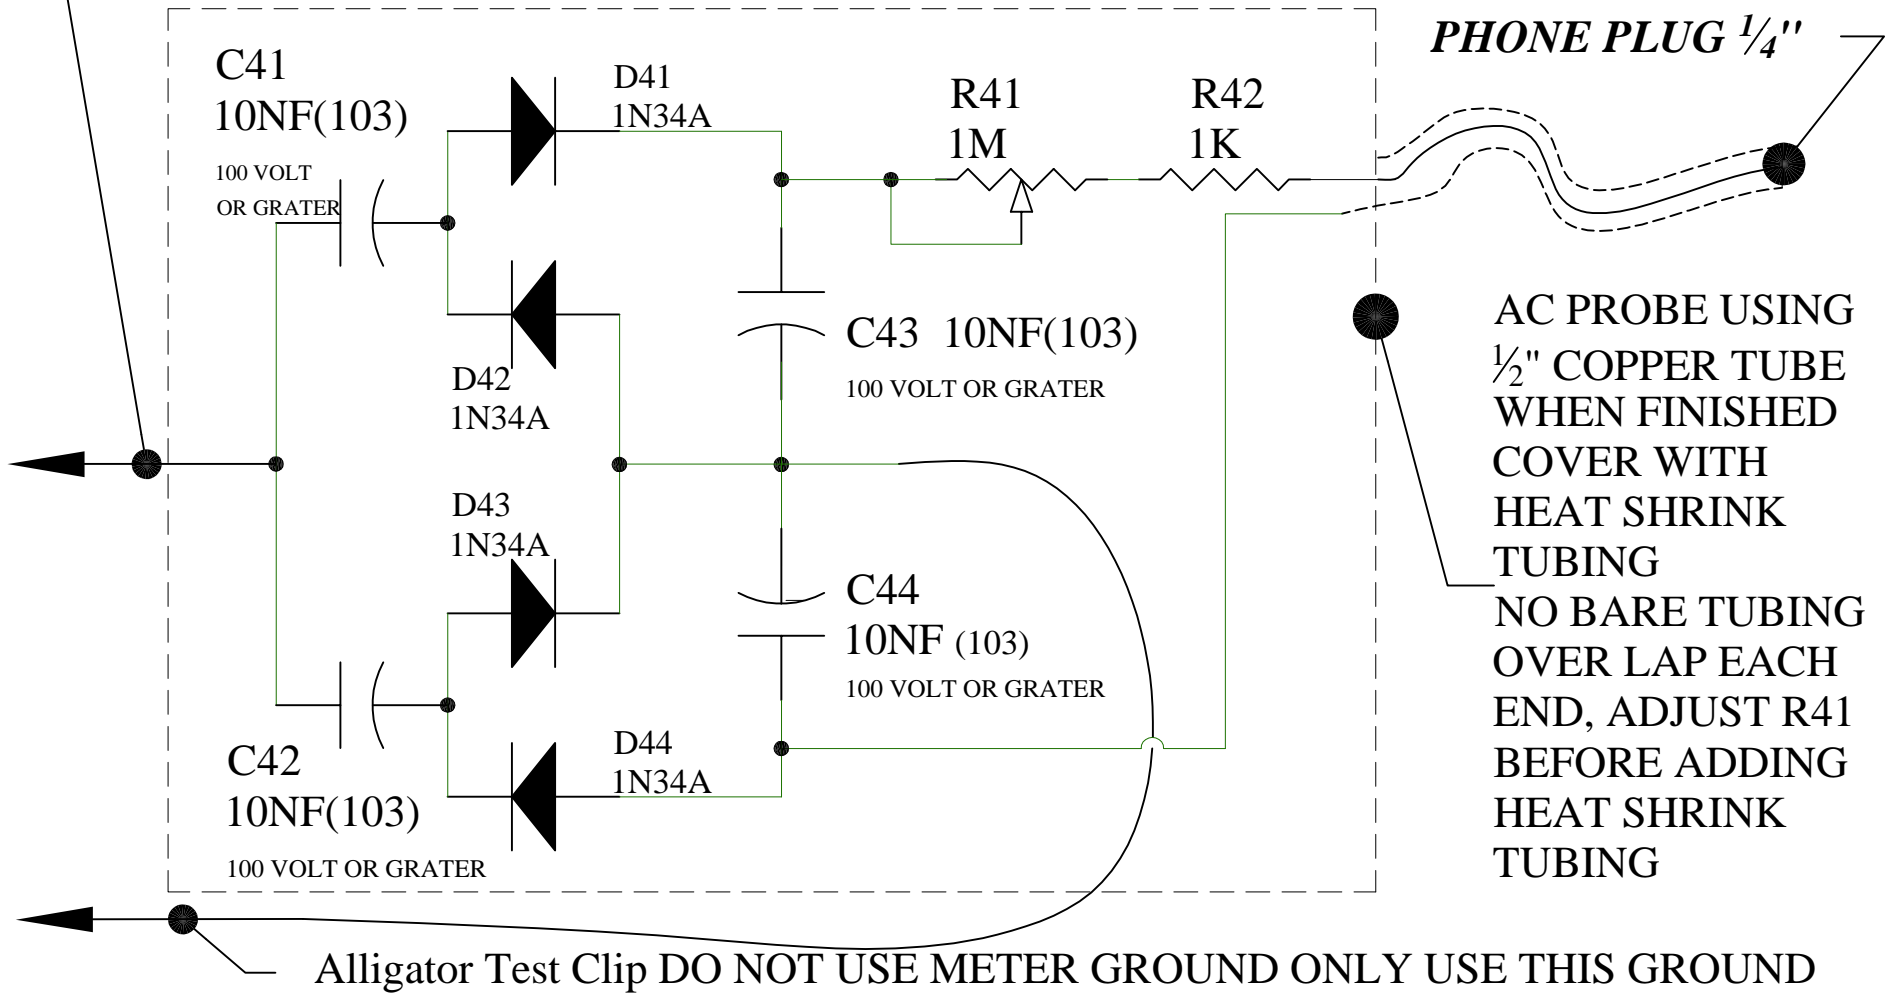 PHONE PLUG ¹⁄₄"
C41
10NF(103)
100 VOLT
OR GRATER
D41
1N34A
R41
1M
R42
1K
D42
1N34A
C43 10NF(103)
100 VOLT OR GRATER
D43
1N34A
C44
10NF (103)
100 VOLT OR GRATER
C42
10NF(103)
100 VOLT OR GRATER
D44
1N34A
AC PROBE USING
½" COPPER TUBE
WHEN FINISHED
COVER WITH
HEAT SHRINK
TUBING
NO BARE TUBING
OVER LAP EACH
END, ADJUST R41
BEFORE ADDING
HEAT SHRINK
TUBING
Alligator Test Clip DO NOT USE METER GROUND ONLY USE THIS GROUND